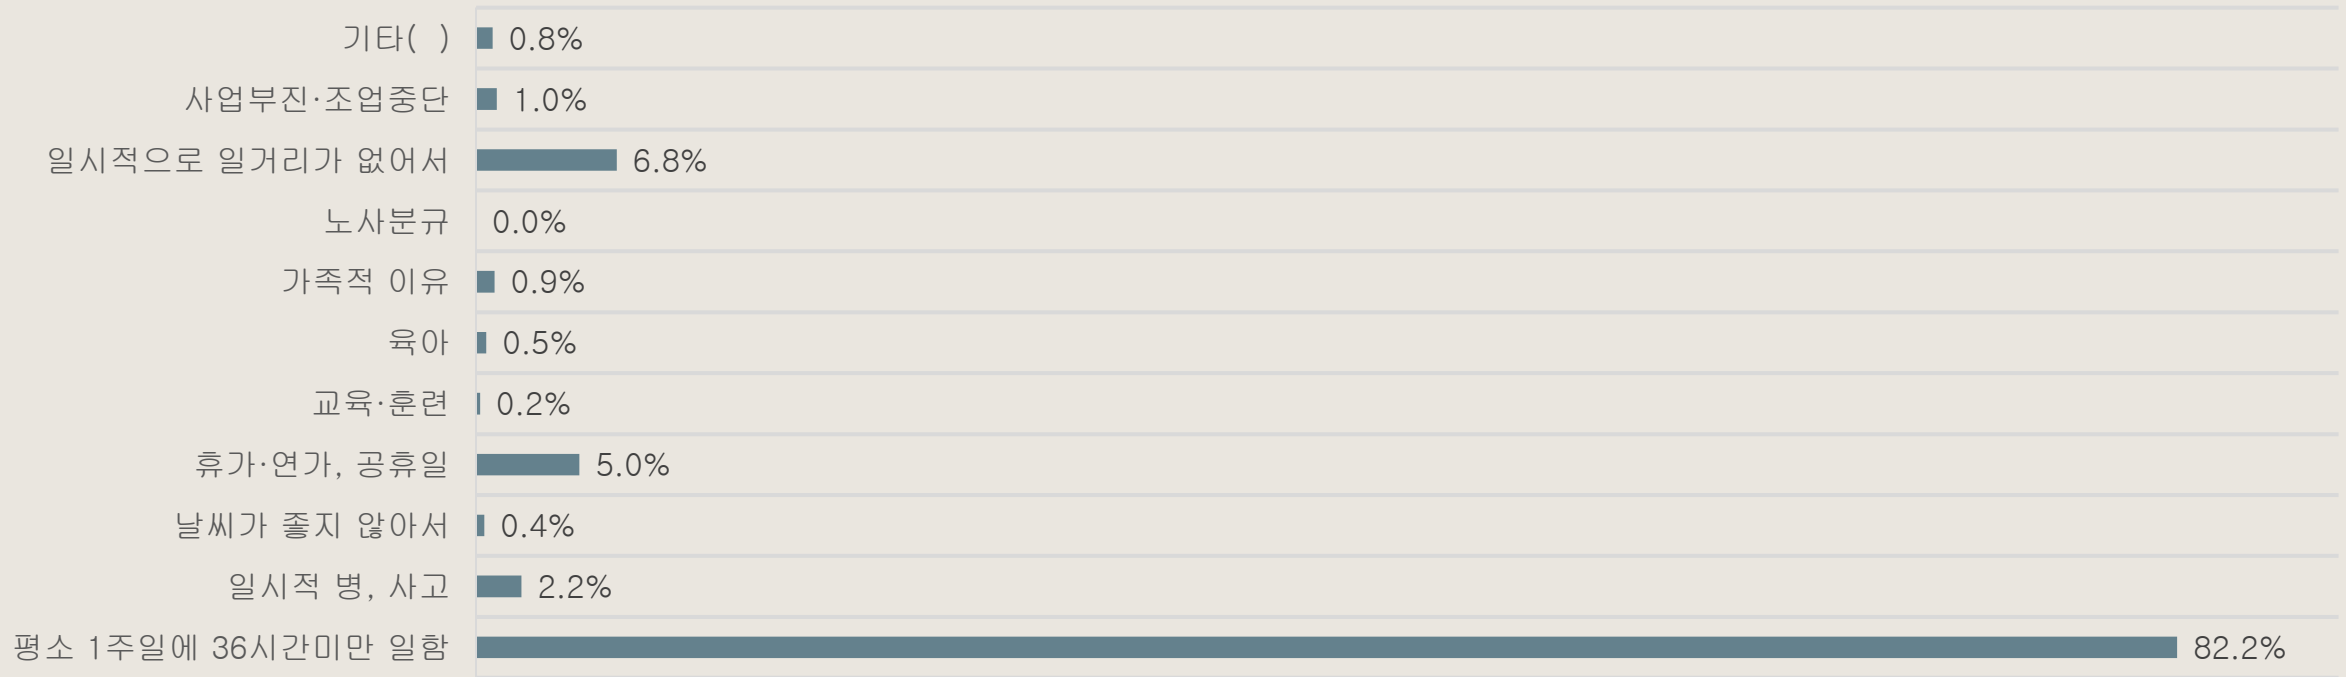 기타(  ) 0.8%
사업부진·조업중단 1.0%
일시적으로 일거리가 없어서 6.8%
노사분규 0.0%
가족적 이유 0.9%
육아 0.5%
교육·훈련 0.2%
휴가·연가, 공휴일 5.0%
날씨가 좋지 않아서 0.4%
일시적 병, 사고 2.2%
평소 1주일에 36시간미만 일함 82.2%